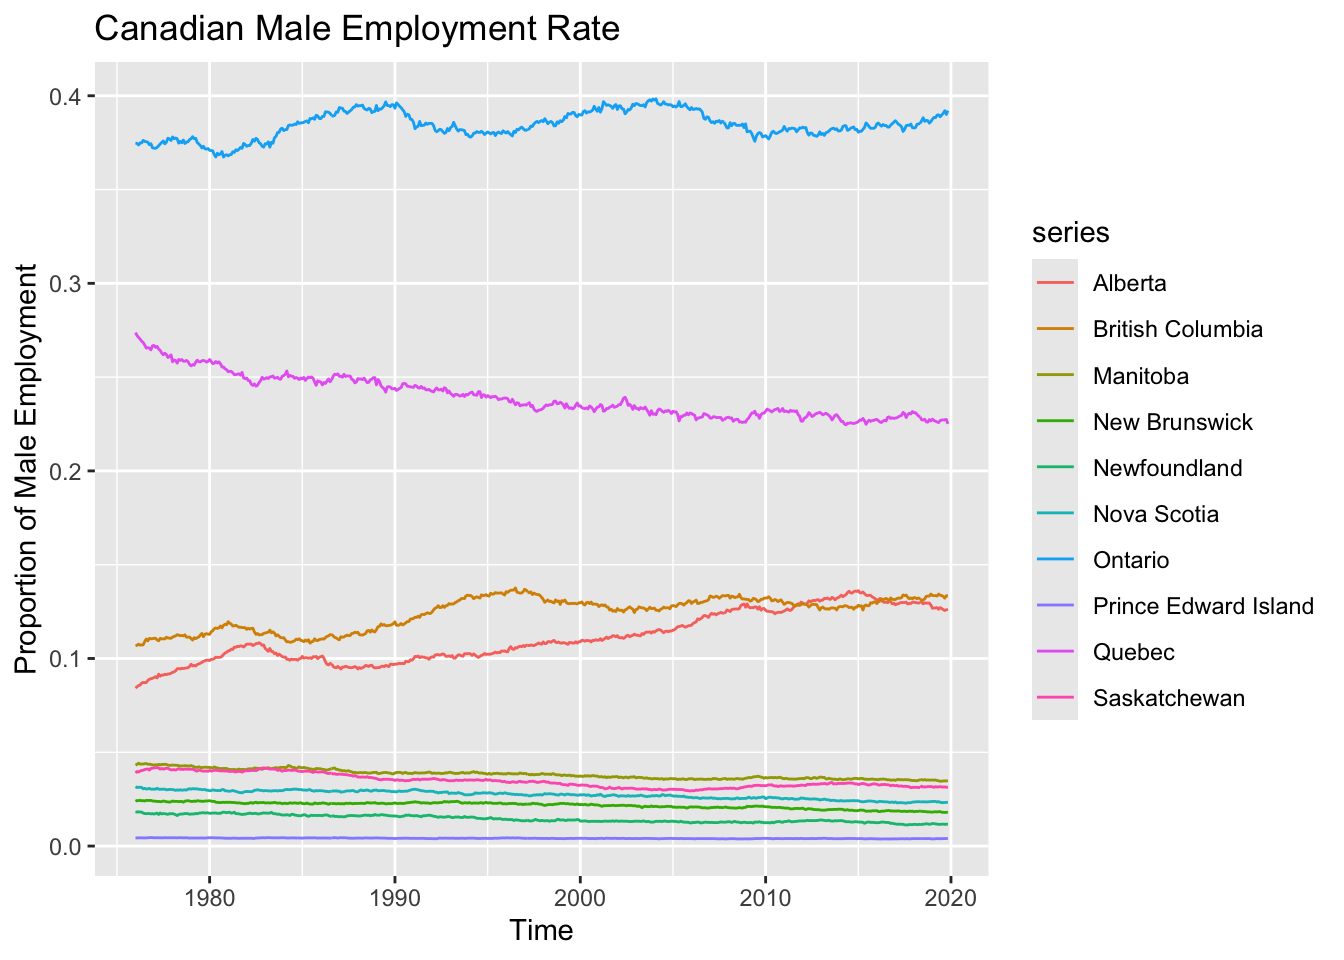 Canadian Male Employment Rate
Proportion of Male Employment
0.4
0.3
0.2
0.1
0.0
1980
1990
2000
2010
2020
Time
series
Alberta
British Columbia
Manitoba
New Brunswick
Newfoundland
Nova Scotia
Ontario
Prince Edward Island
Quebec
Saskatchewan